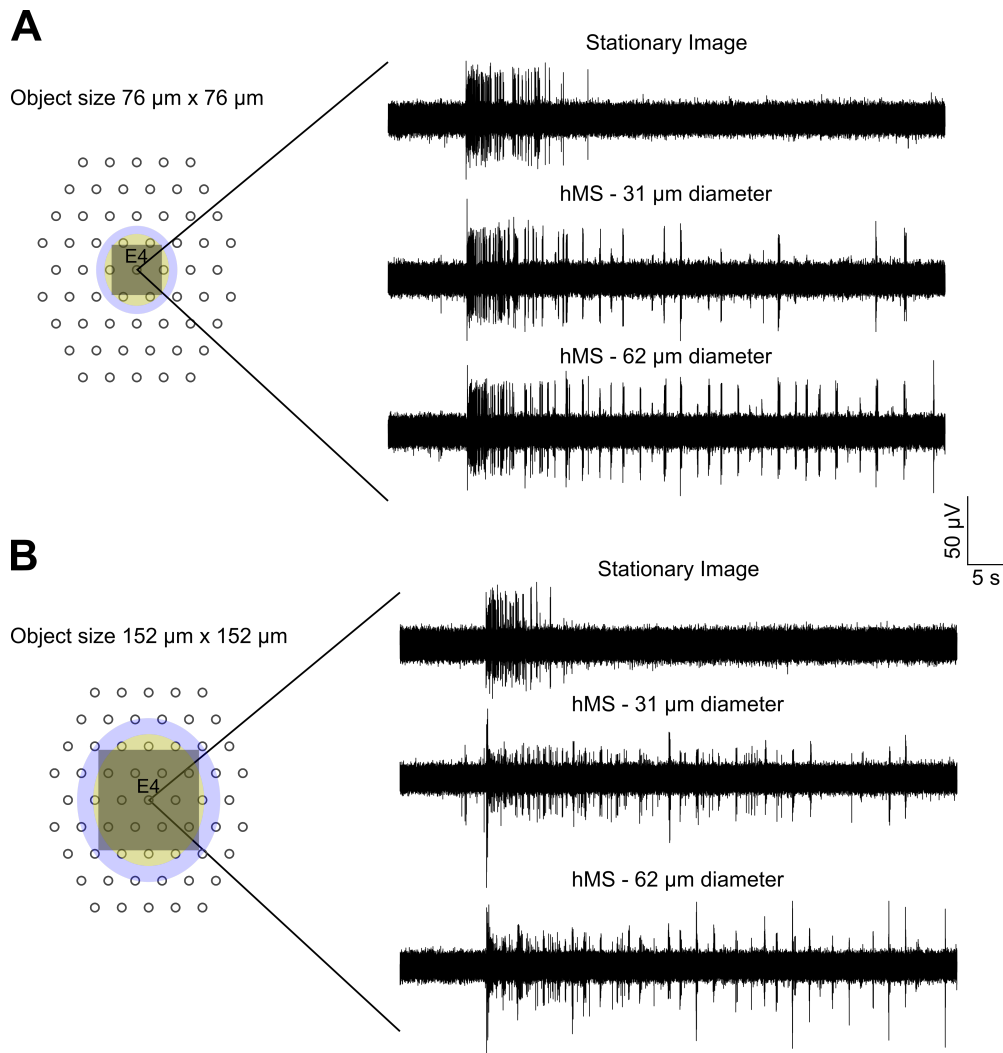 A
Stationary Image
Object size 76 µm x 76 µm
hMS - 31 µm diameter
E4
hMS - 62 µm diameter
50 µV
5 s
B
Stationary Image
Object size 152 µm x 152 µm
hMS - 31 µm diameter
E4
hMS - 62 µm diameter